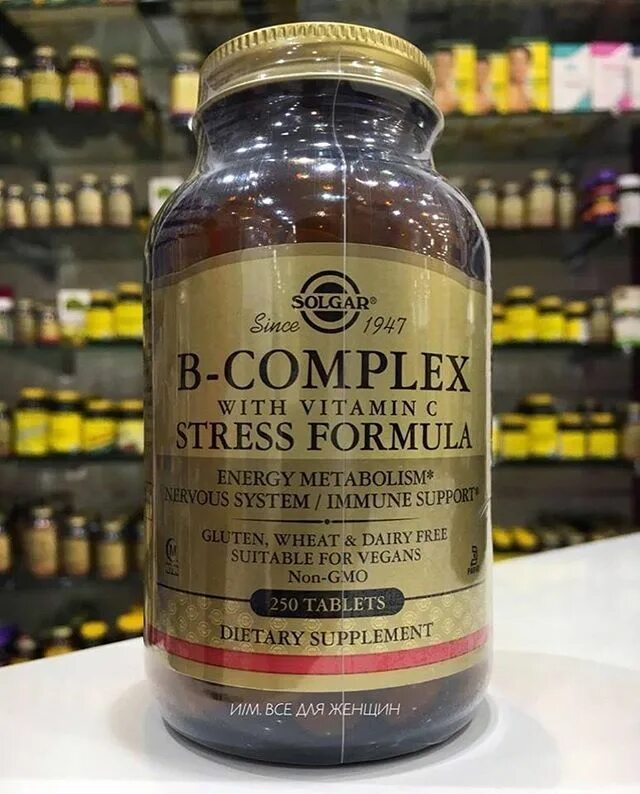 SOLGAR®
Since 1947
B-COMPLEX
WITH VITAMIN C
STRESS FORMULA
ENERGY METABOLISM*
NERVOUS SYSTEM / IMMUNE SUPPORT*
GLUTEN, WHEAT & DAIRY FREE
SUITABLE FOR VEGANS
Non-GMO
250 TABLETS
DIETARY SUPPLEMENT
И/М. ВСЕ ДЛЯ ЖЕНЩИН